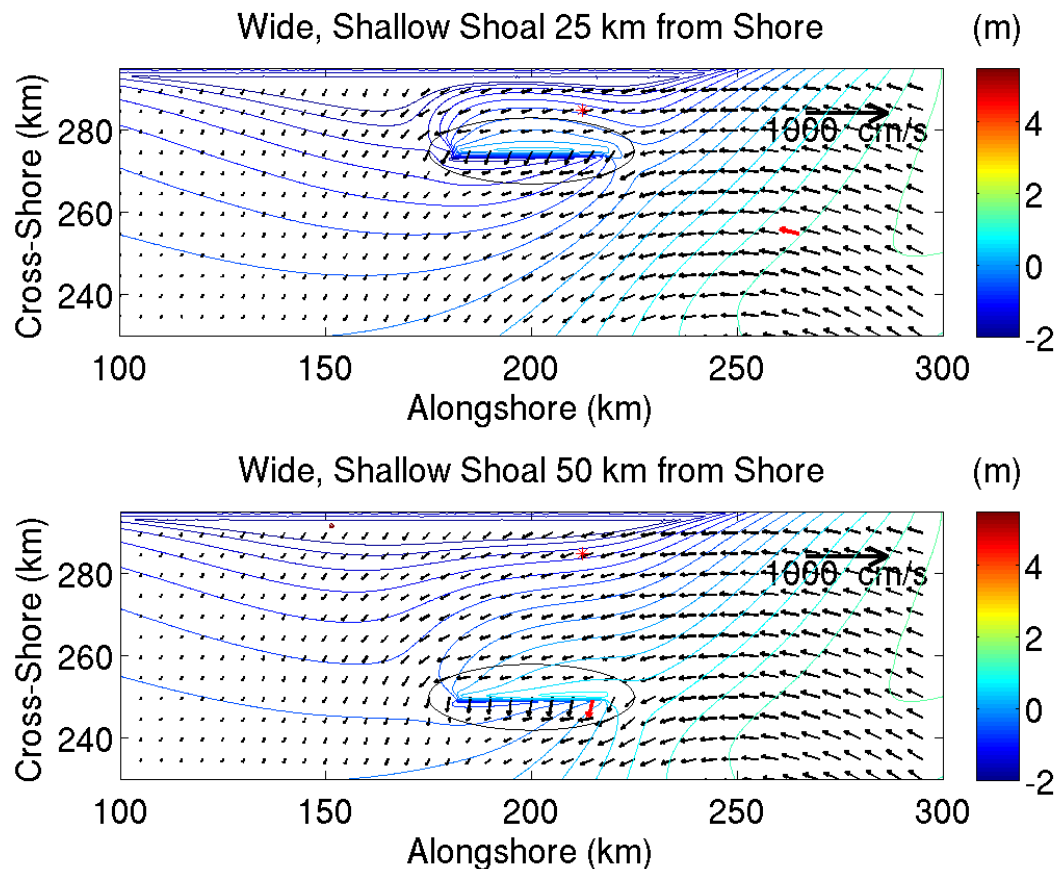 Wide, Shallow Shoal 25 km from Shore (m)
Cross-Shore (km)
280
260
240
1000 cm/s
4
2
0
-2
100 150 200 250 300
Alongshore (km)
Wide, Shallow Shoal 50 km from Shore (m)
Cross-Shore (km)
280
260
240
1000 cm/s
4
2
0
-2
100 150 200 250 300
Alongshore (km)